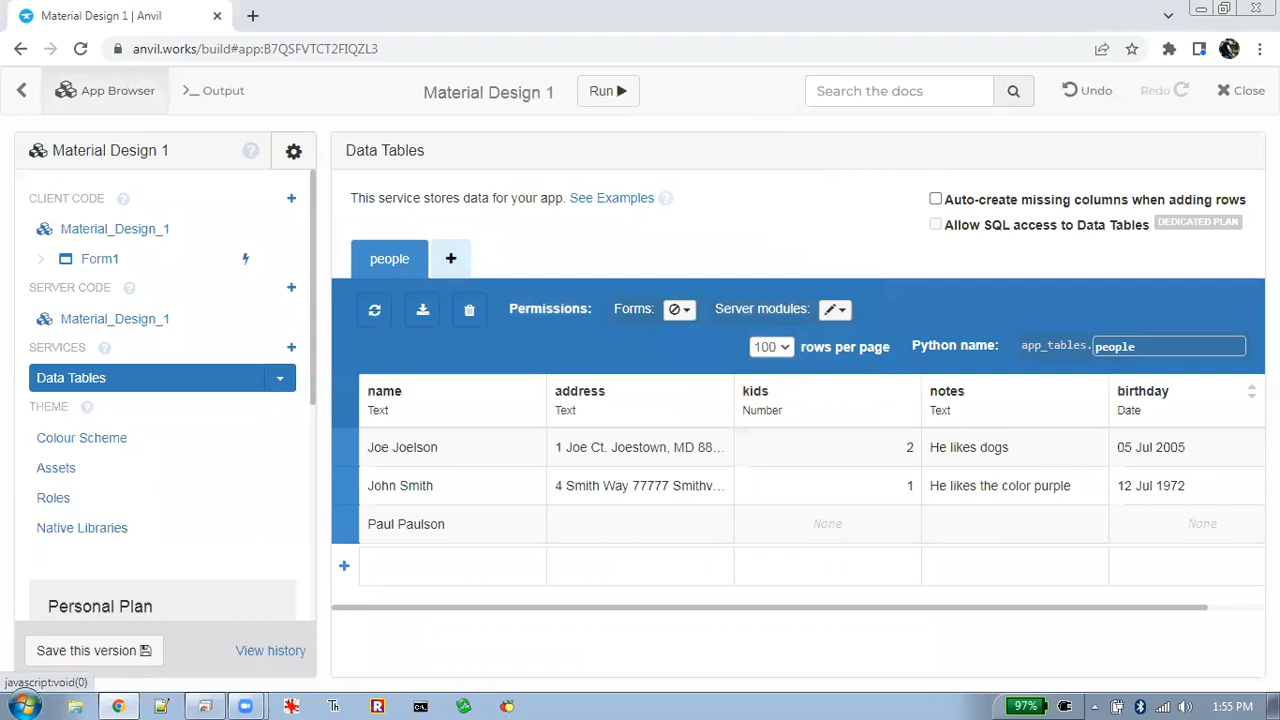 Material Design 1 | Anvil
anvil.works/build#app:B7QSFVTCT2FIQZL3
App Browser
Output
Material Design 1
Run
Search the docs
Undo
Redo
Close
Material Design 1
CLIENT CODE
Material_Design_1
Form1
SERVER CODE
Material_Design_1
SERVICES
Data Tables
THEME
Colour Scheme
Assets
Roles
Native Libraries
Personal Plan
Save this version
View history
javascript:void(0)
Data Tables
This service stores data for your app. See Examples
Auto-create missing columns when adding rows
Allow SQL access to Data Tables DEDICATED PLAN
people
Permissions: Forms: Server modules:
100 rows per page Python name: app_tables. people
name address kids notes birthday
Text Text Number Text Date
Joe Joelson 1 Joe Ct. Joestown, MD 88... 2 He likes dogs 05 Jul 2005
John Smith 4 Smith Way 77777 Smithv... 1 He likes the color purple 12 Jul 1972
Paul Paulson None None
97% 1:55 PM